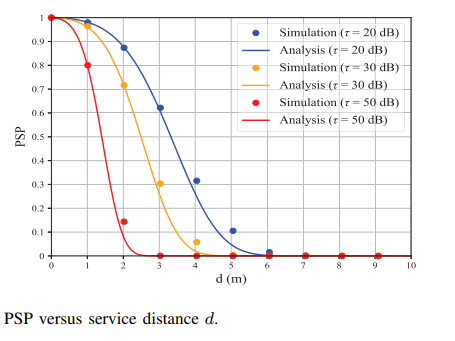 1
0.9
0.8
0.7
0.6
0.5
0.4
0.3
0.2
0.1
0
PSP
Simulation (τ = 20 dB)
Analysis (τ = 20 dB)
Simulation (τ = 30 dB)
Analysis (τ = 30 dB)
Simulation (τ = 50 dB)
Analysis (τ = 50 dB)
0 1 2 3 4 5 6 7 8 9 10
d (m)
PSP versus service distance d.